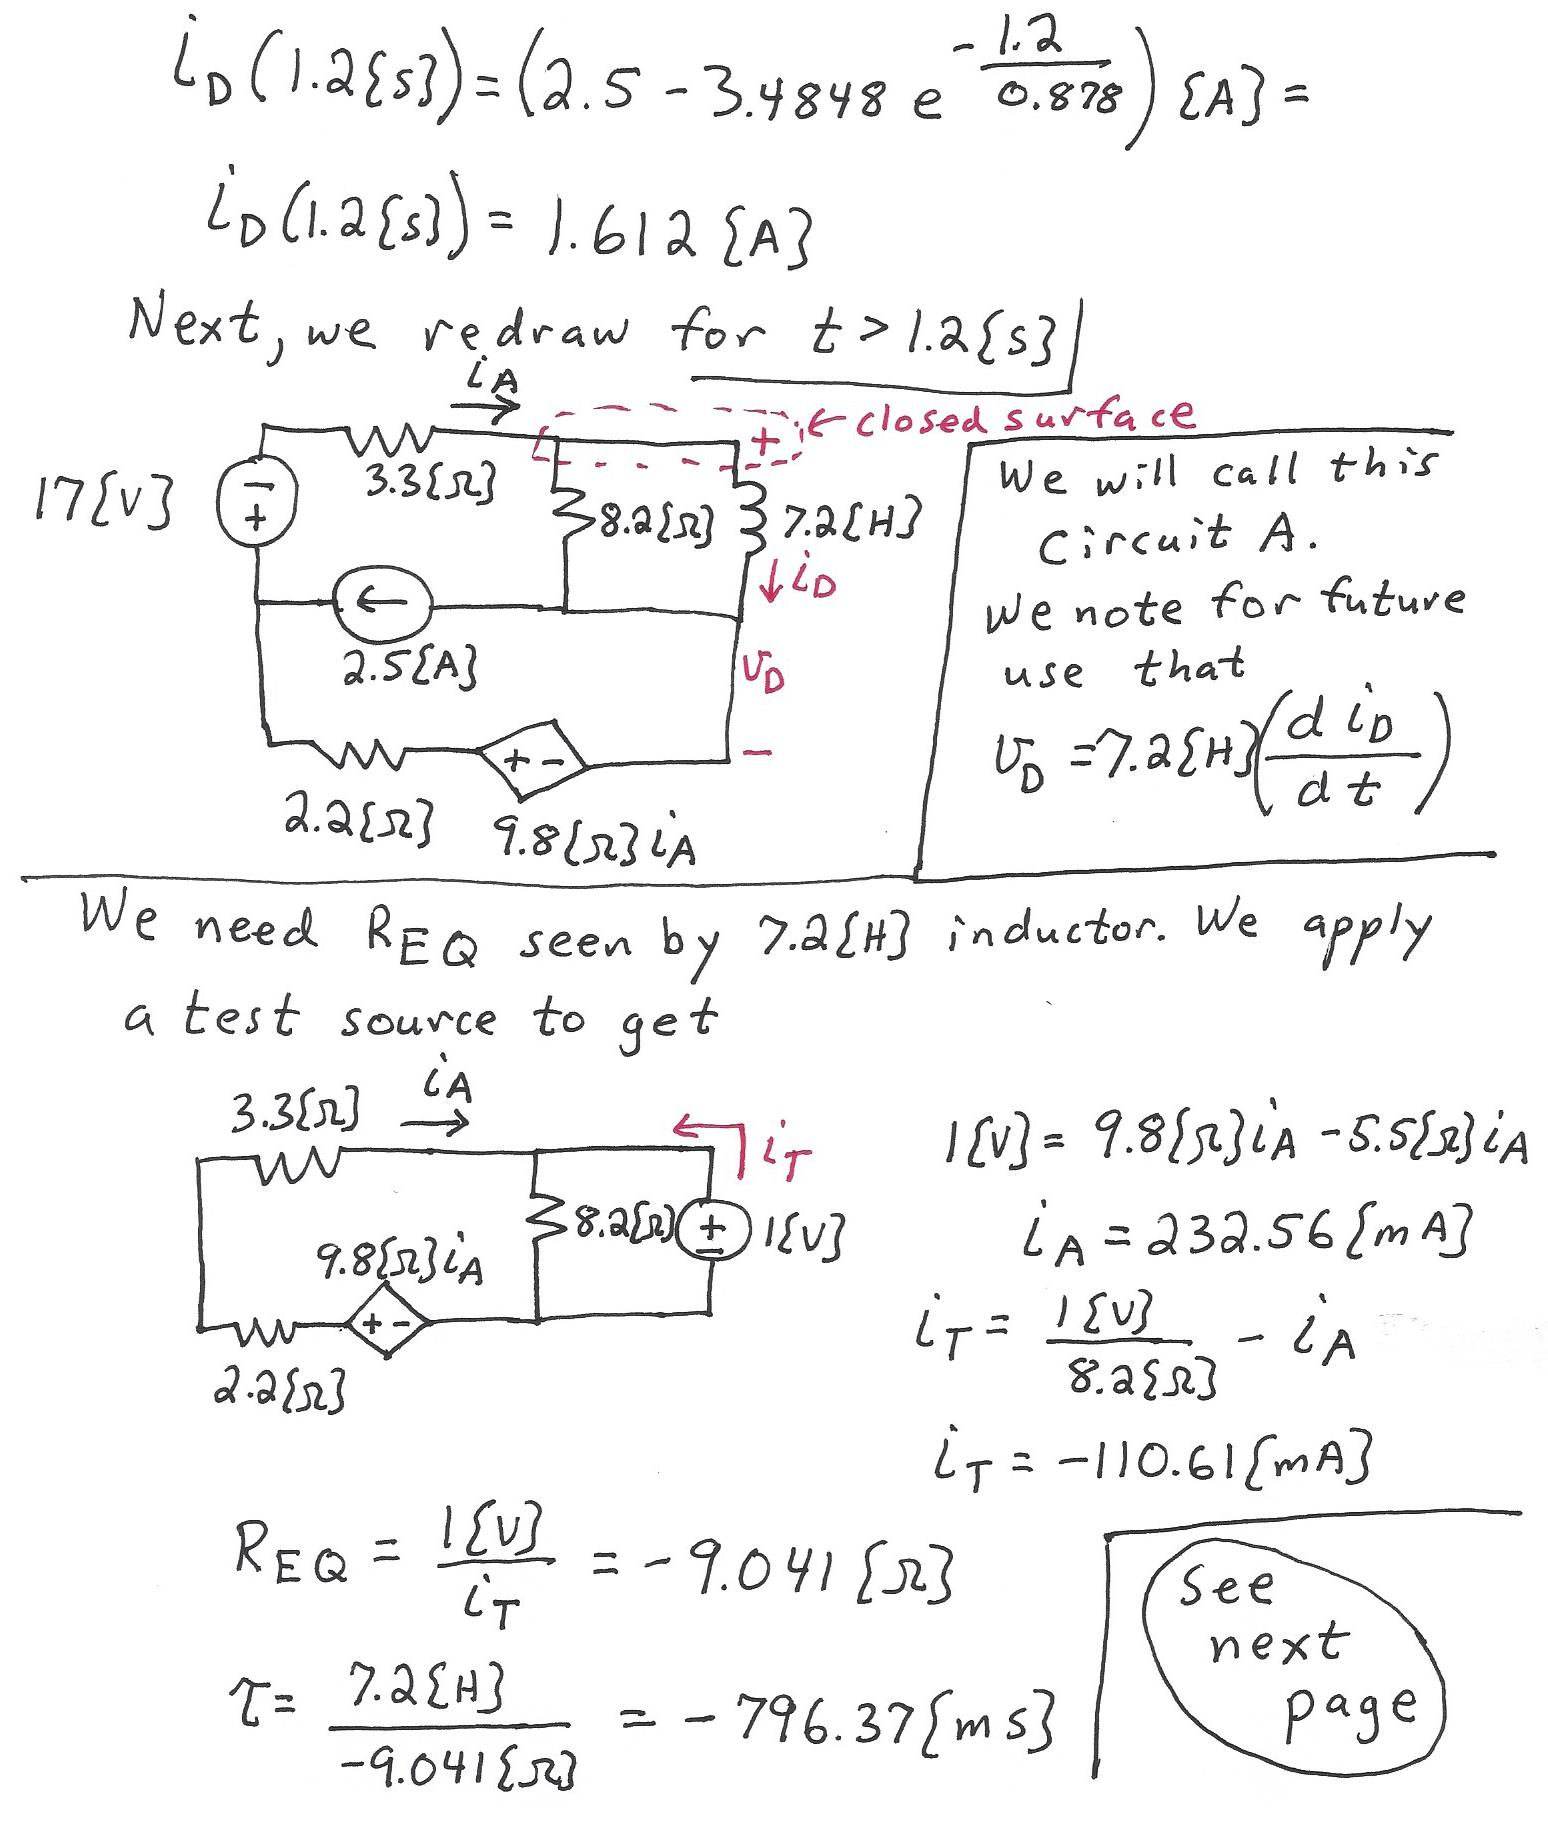 i_D(1.2{s}) = (2.5 - 3.4848 e^(-1.2/0.878)) {A} =
i_D(1.2{s}) = 1.612 {A}
Next, we redraw for t > 1.2{s}
i_A
← closed surface
+
3.3{Ω}
17{V}
-
+
8.2{Ω}
7.2{H}
↓ i_D
←
2.5{A}
v_D
-
+ -
2.2{Ω}
9.8{Ω} i_A
We will call this
Circuit A.
We note for future
use that
v_D = 7.2{H} (d i_D / d t)
We need R_EQ seen by 7.2{H} inductor. We apply
a test source to get
i_A
3.3{Ω}
i_T
8.2{Ω}
+
-
1{V}
9.8{Ω} i_A
+ -
2.2{Ω}
1{V} = 9.8{Ω} i_A - 5.5{Ω} i_A
i_A = 232.56 {mA}
i_T = 1{V} / 8.2{Ω} - i_A
i_T = -110.61{mA}
R_EQ = 1{V} / i_T = -9.041 {Ω}
τ = 7.2{H} / -9.041{Ω} = -796.37{ms}
See
next
page